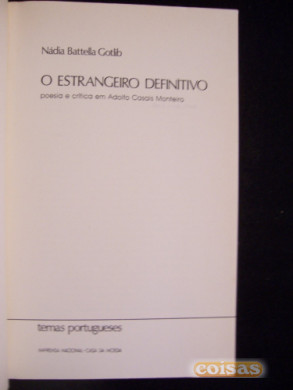 Nádia Battella Gotlib
O ESTRANGEIRO DEFINITIVO
poesia e crítica em Adolfo Casais Monteiro
temas portugueses
IMPRENSA NACIONAL - CASA DA MOEDA
coisas